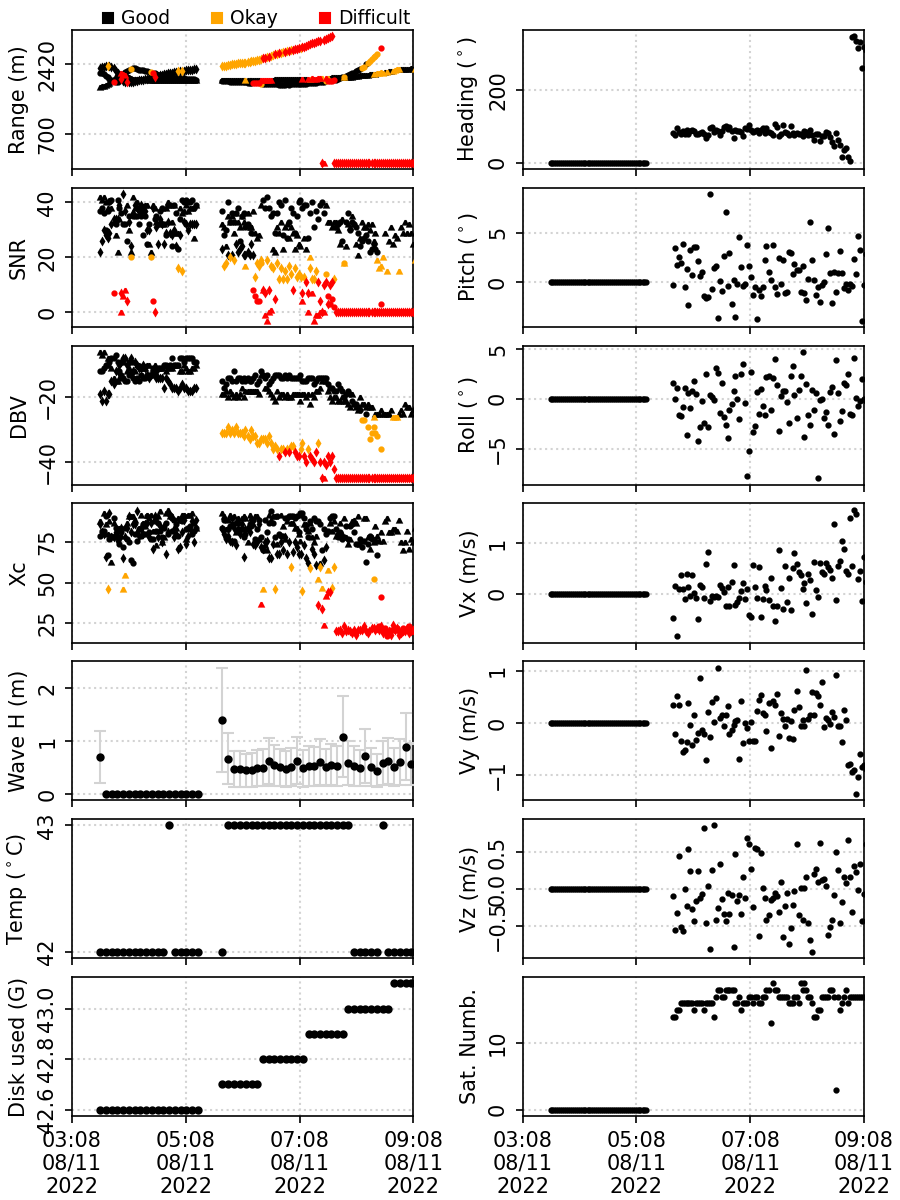 Good Okay Difficult
Range (m)
2420
700
Heading (°)
200
0
SNR
40
20
0
Pitch (°)
5
0
DBV
−20
−40
Roll (°)
5
0
−5
Xc
75
50
25
Vx (m/s)
1
0
Wave H (m)
2
1
0
Vy (m/s)
1
0
−1
Temp (°C)
43
42
Vz (m/s)
0.5
0.0
−0.5
Disk used (G)
43.0
42.8
42.6
Sat. Numb.
10
0
03:08 05:08 07:08 09:08 03:08 05:08 07:08 09:08
08/11 08/11 08/11 08/11 08/11 08/11 08/11 08/11
2022 2022 2022 2022 2022 2022 2022 2022